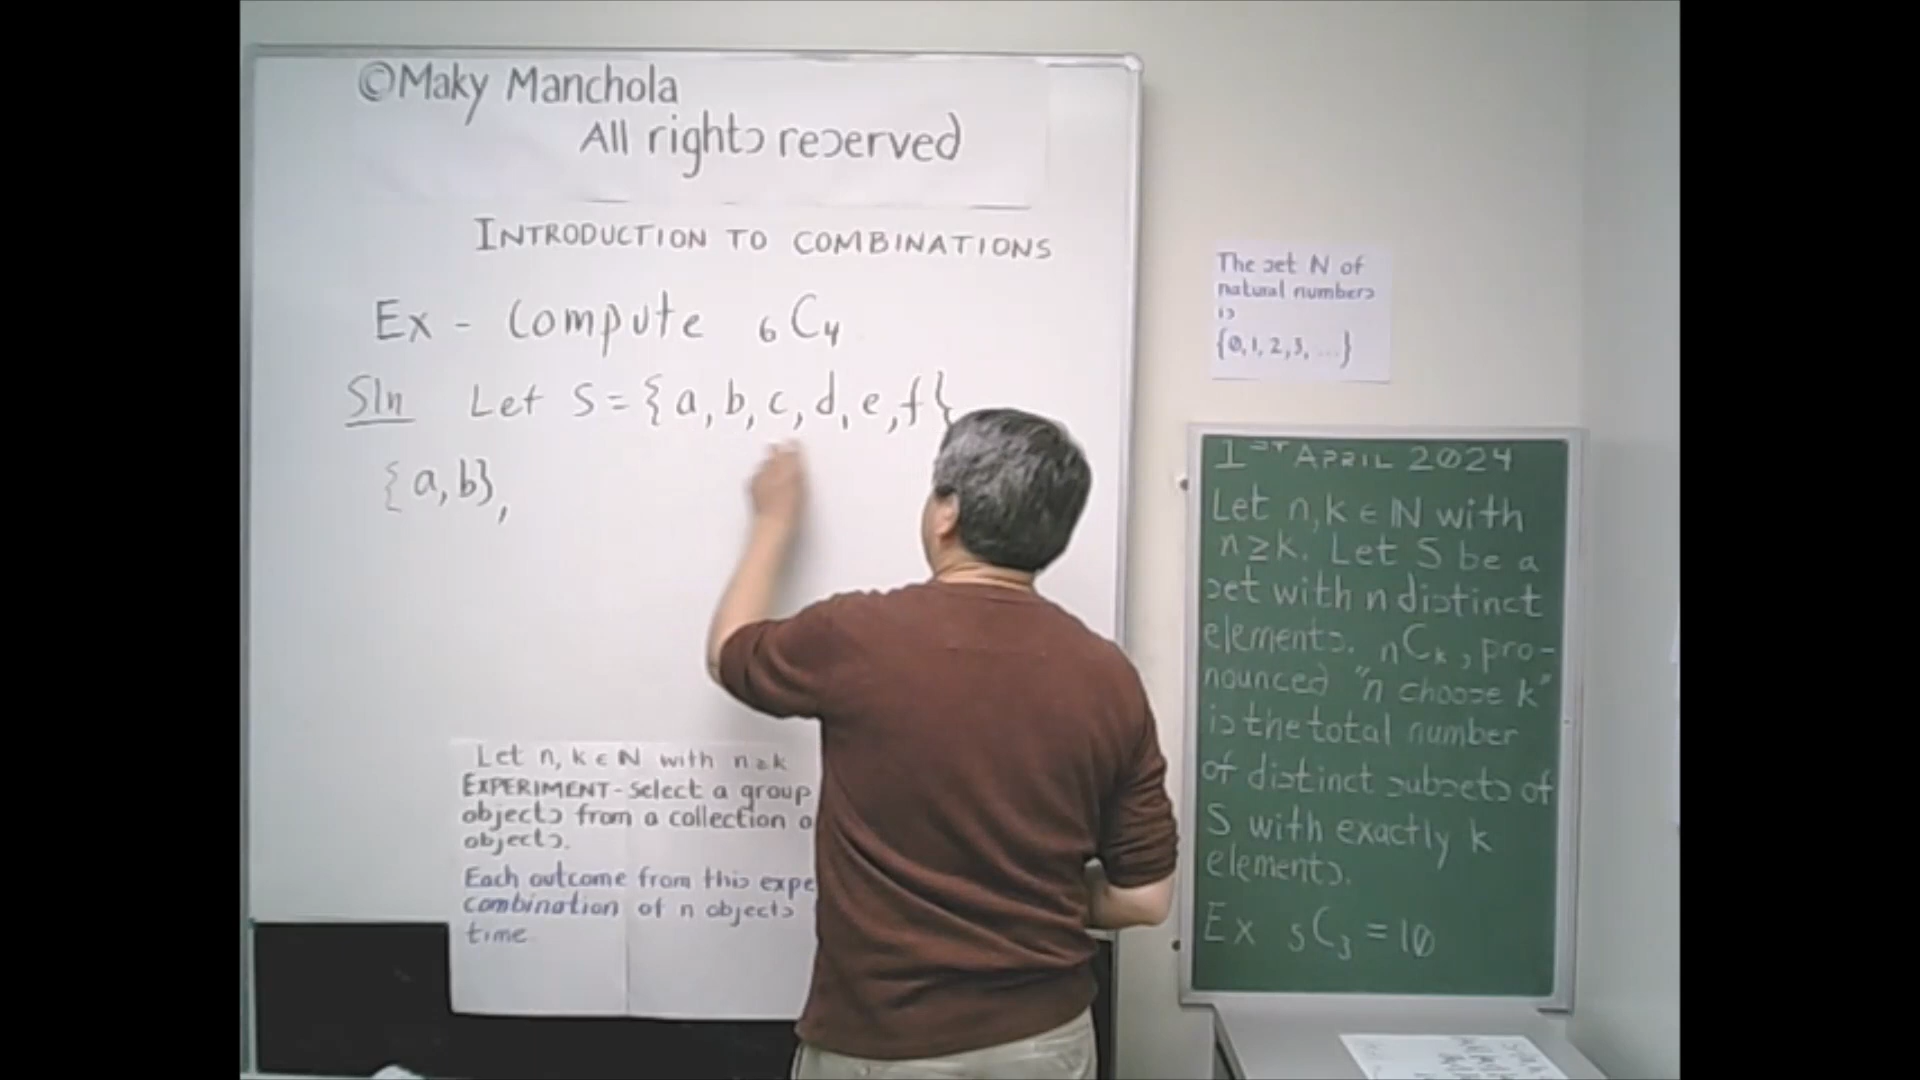 ©Maky Manchola
All rights reserved
INTRODUCTION TO COMBINATIONS
Ex - Compute ₆C₄
Sln Let S = {a, b, c, d, e, f}
{a, b},
Let n, k ∈ N with n ≥ k
EXPERIMENT - Select a group
objects from a collection
objects.
Each outcome from this
combination of n objects
time
The set N of
natural numbers
is
{0, 1, 2, 3, ...}
1ST APRIL 2024
Let n, k ∈ N with
n ≥ k. Let S be a
set with n distinct
elements. nCk, pro-
nounced "n choose k"
is the total number
of distinct subsets of
S with exactly k
elements.
Ex ₅C₃ = 10